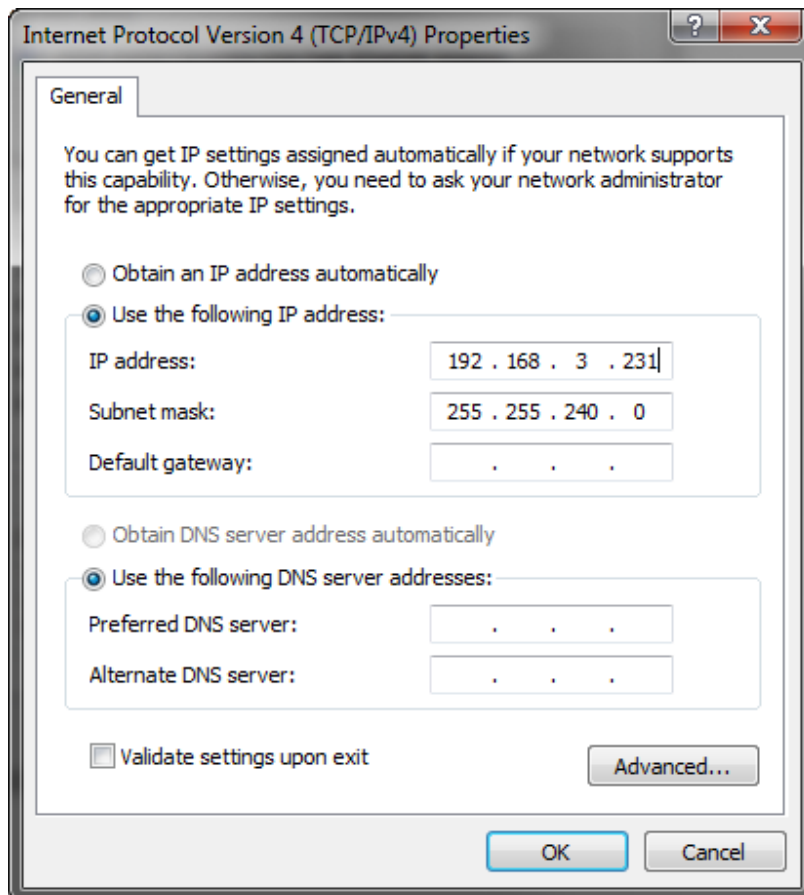 Internet Protocol Version 4 (TCP/IPv4) Properties
?
X
General
You can get IP settings assigned automatically if your network supports
this capability. Otherwise, you need to ask your network administrator
for the appropriate IP settings.
Obtain an IP address automatically
Use the following IP address:
IP address: 192 . 168 . 3 . 231
Subnet mask: 255 . 255 . 240 . 0
Default gateway: . . .
Obtain DNS server address automatically
Use the following DNS server addresses:
Preferred DNS server: . . .
Alternate DNS server: . . .
Validate settings upon exit
Advanced...
OK Cancel